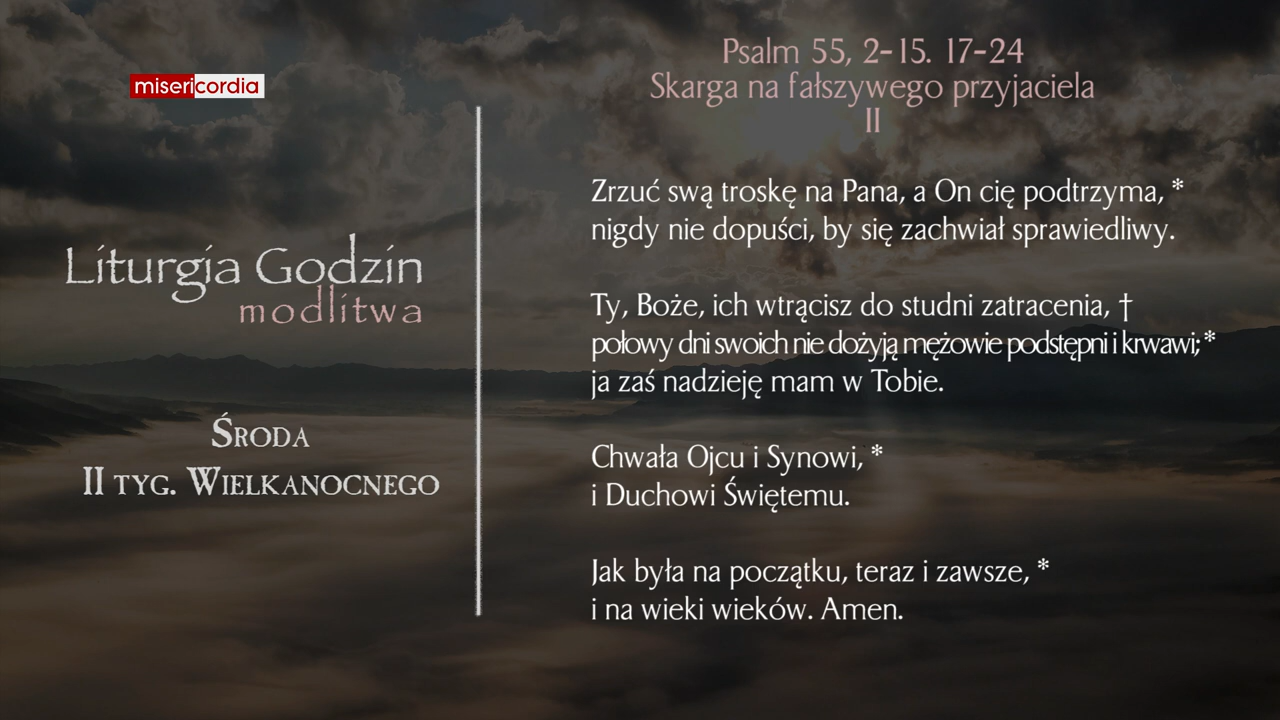 misericordia
Liturgia Godzin
modlitwa
Środa
II tyg. Wielkanocnego
Psalm 55, 2-15. 17-24
Skarga na fałszywego przyjaciela
II
Zrzuć swą troskę na Pana, a On cię podtrzyma, *
nigdy nie dopuści, by się zachwiał sprawiedliwy.
Ty, Boże, ich wtrącisz do studni zatracenia, †
połowy dni swoich nie dożyją mężowie podstępni i krwawi; *
ja zaś nadzieję mam w Tobie.
Chwała Ojcu i Synowi, *
i Duchowi Świętemu.
Jak była na początku, teraz i zawsze, *
i na wieki wieków. Amen.